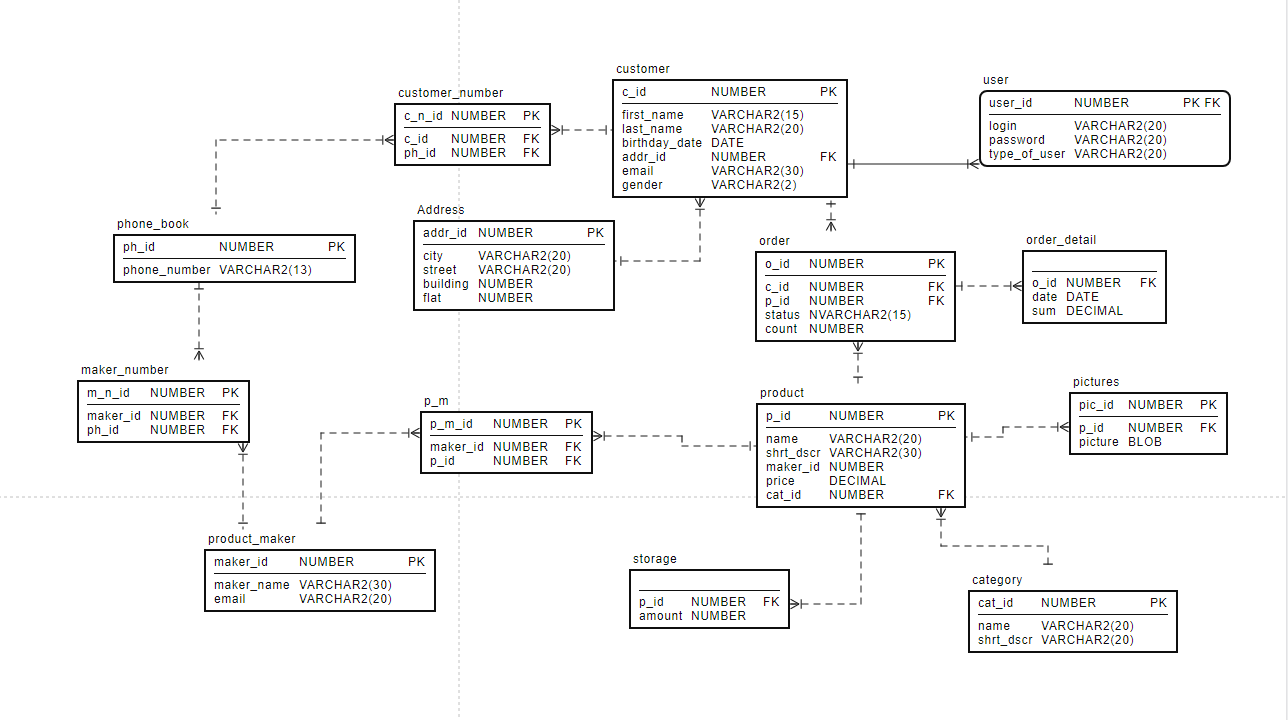 customer
c_id NUMBER PK
first_name VARCHAR2(15)
last_name VARCHAR2(20)
birthday_date DATE
addr_id NUMBER FK
email VARCHAR2(30)
gender VARCHAR2(2)
user
user_id NUMBER PK FK
login VARCHAR2(20)
password VARCHAR2(20)
type_of_user VARCHAR2(20)
customer_number
c_n_id NUMBER PK
c_id NUMBER FK
ph_id NUMBER FK
Address
addr_id NUMBER PK
city VARCHAR2(20)
street VARCHAR2(20)
building NUMBER
flat NUMBER
phone_book
ph_id NUMBER PK
phone_number VARCHAR2(13)
order
o_id NUMBER PK
c_id NUMBER FK
p_id NUMBER FK
status NVARCHAR2(15)
count NUMBER
order_detail
o_id NUMBER FK
date DATE
sum DECIMAL
maker_number
m_n_id NUMBER PK
maker_id NUMBER FK
ph_id NUMBER FK
p_m
p_m_id NUMBER PK
maker_id NUMBER FK
p_id NUMBER FK
product
p_id NUMBER PK
name VARCHAR2(20)
shrt_dscr VARCHAR2(30)
maker_id NUMBER
price DECIMAL
cat_id NUMBER FK
pictures
pic_id NUMBER PK
p_id NUMBER FK
picture BLOB
product_maker
maker_id NUMBER PK
maker_name VARCHAR2(30)
email VARCHAR2(20)
storage
p_id NUMBER FK
amount NUMBER
category
cat_id NUMBER PK
name VARCHAR2(20)
shrt_dscr VARCHAR2(20)